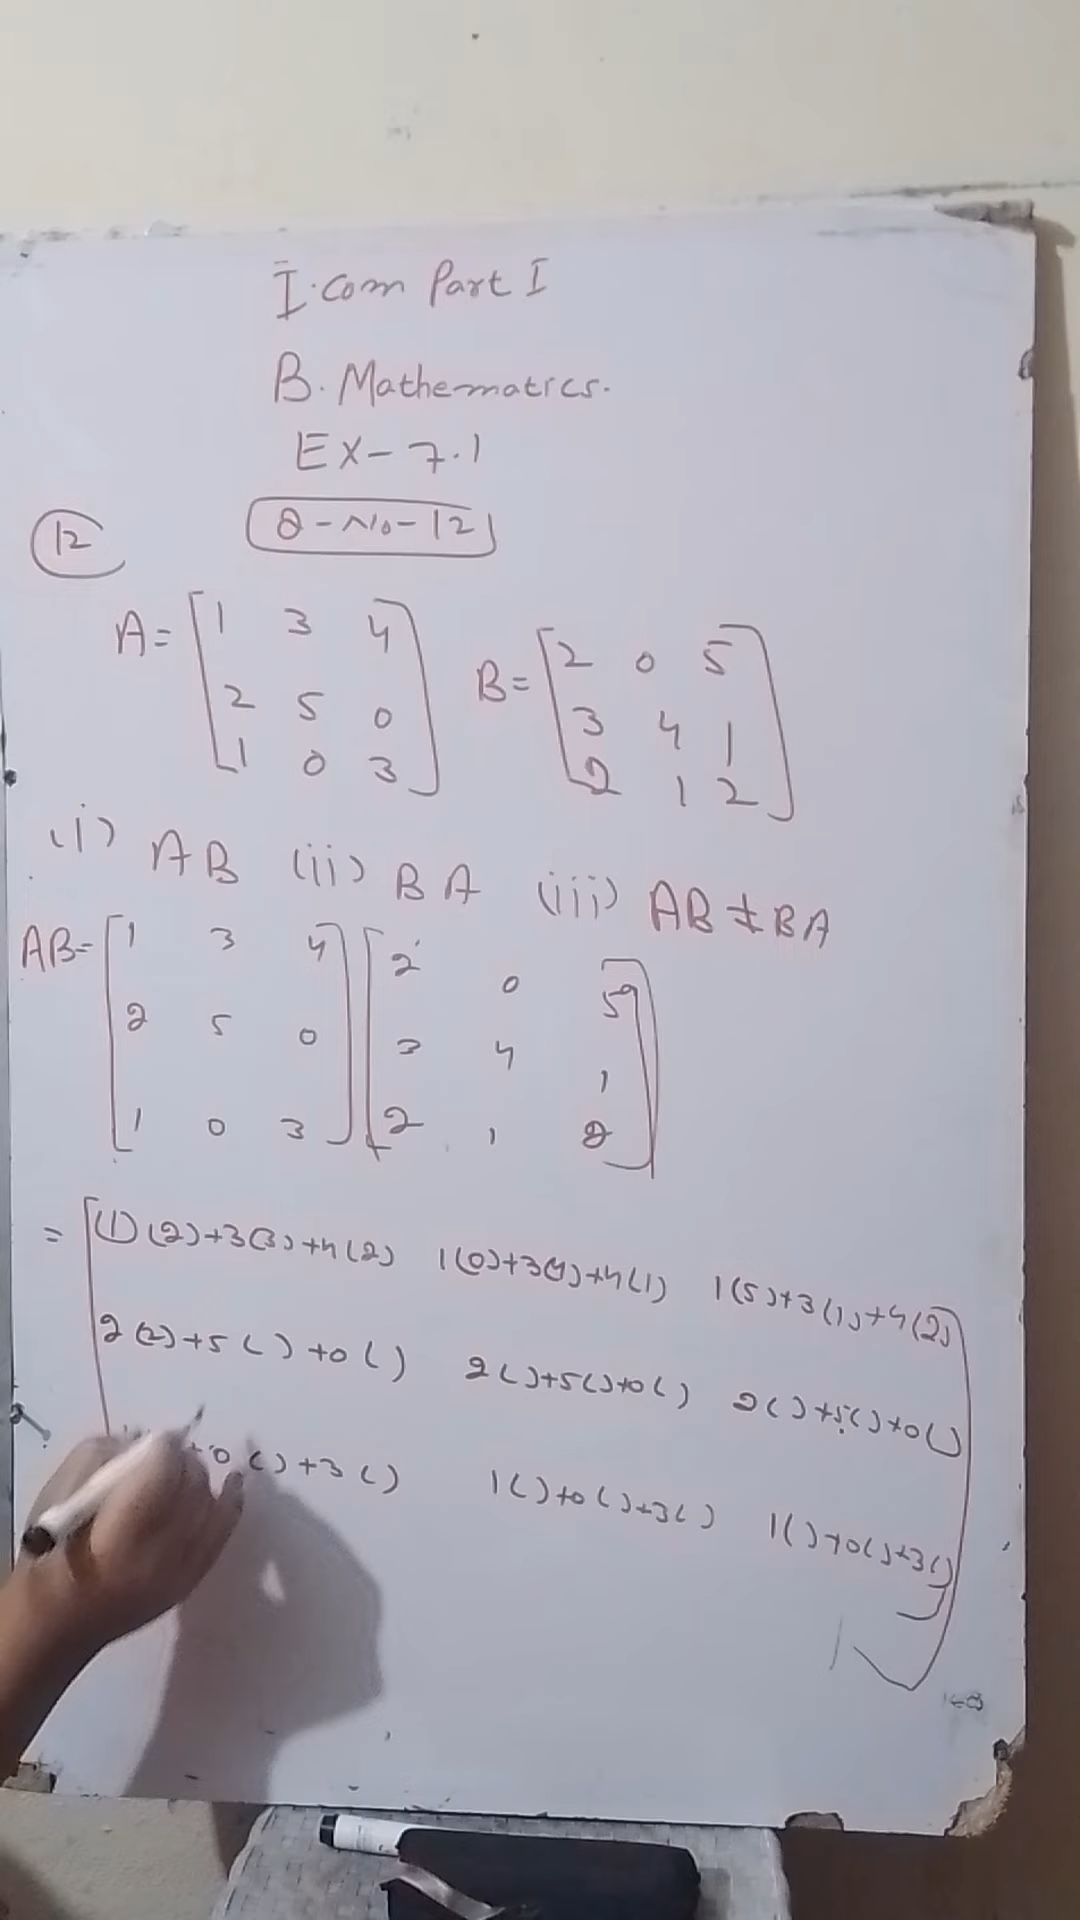 I.com Part I
B. Mathematics.
EX-7.1
Q-No-12
12
A= [1 3 4 B= [2 0 5
2 5 0 3 4 1
1 0 3] 2 1 2]
(i) AB (ii) BA (iii) AB ≠ BA
AB= [1 3 4] [2 0 5
2 5 0 3 4 1
1 0 3 2 1 2]
= [(1)(2)+3(3)+4(2) 1(0)+3(4)+4(1) 1(5)+3(1)+4(2)
2(2)+5( )+0( ) 2( )+5( )+0( ) 2( )+5( )+0( )
+0( )+3( ) 1( )+0( )+3( ) 1( )+0( )+3( )]